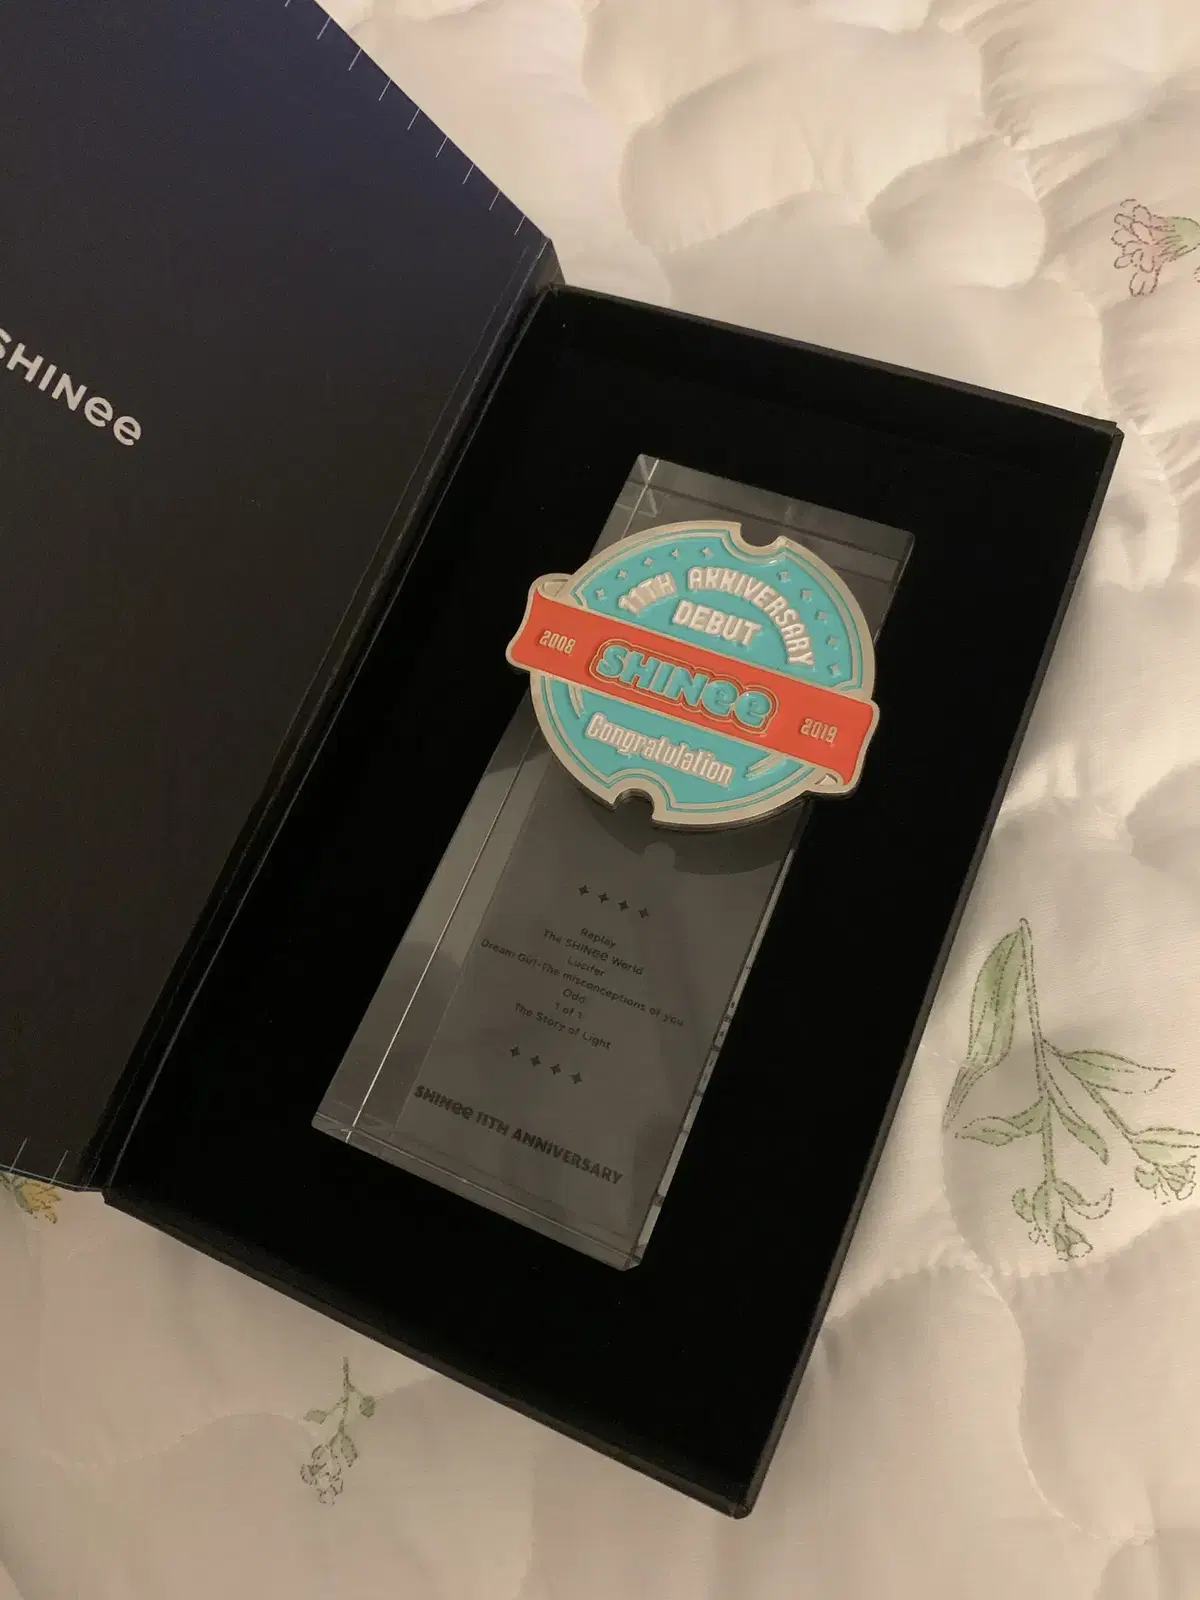 SHINee
11TH ANNIVERSARY
DEBUT
2008 SHINee 2019
Congratulation
Replay
The SHINee World
Lucifer
Dream Girl-The misconceptions of you
Odd
1 of 1
The Story of Light
SHINee 11TH ANNIVERSARY